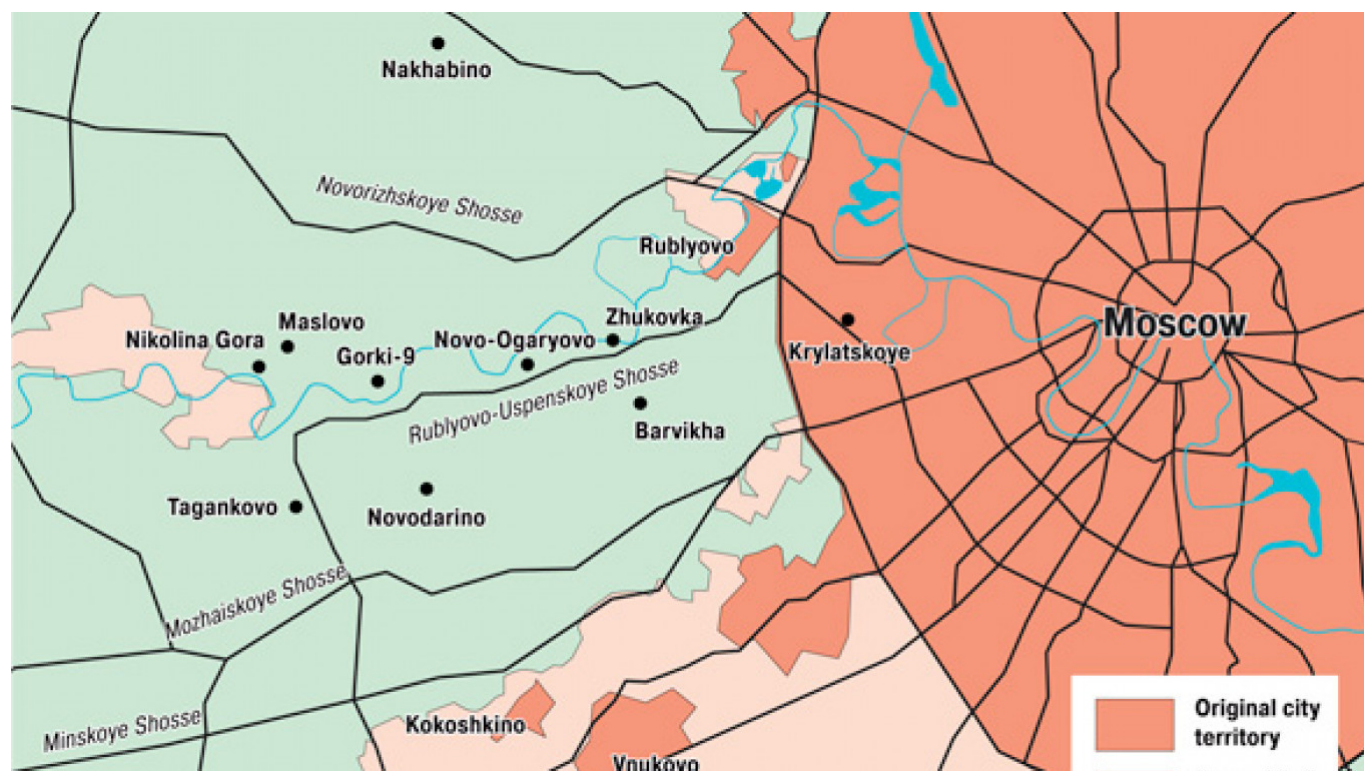 Nakhabino
Novorizhskoye Shosse
Rublyovo
Nikolina Gora
Maslovo
Gorki-9
Novo-Ogaryovo
Zhukovka
Krylatskoye
Moscow
Rublyovo-Uspenskoye Shosse
Barvikha
Tagankovo
Novodarino
Mozhaiskoye Shosse
Minskoye Shosse
Kokoshkino
Vnukovo
Original city
territory